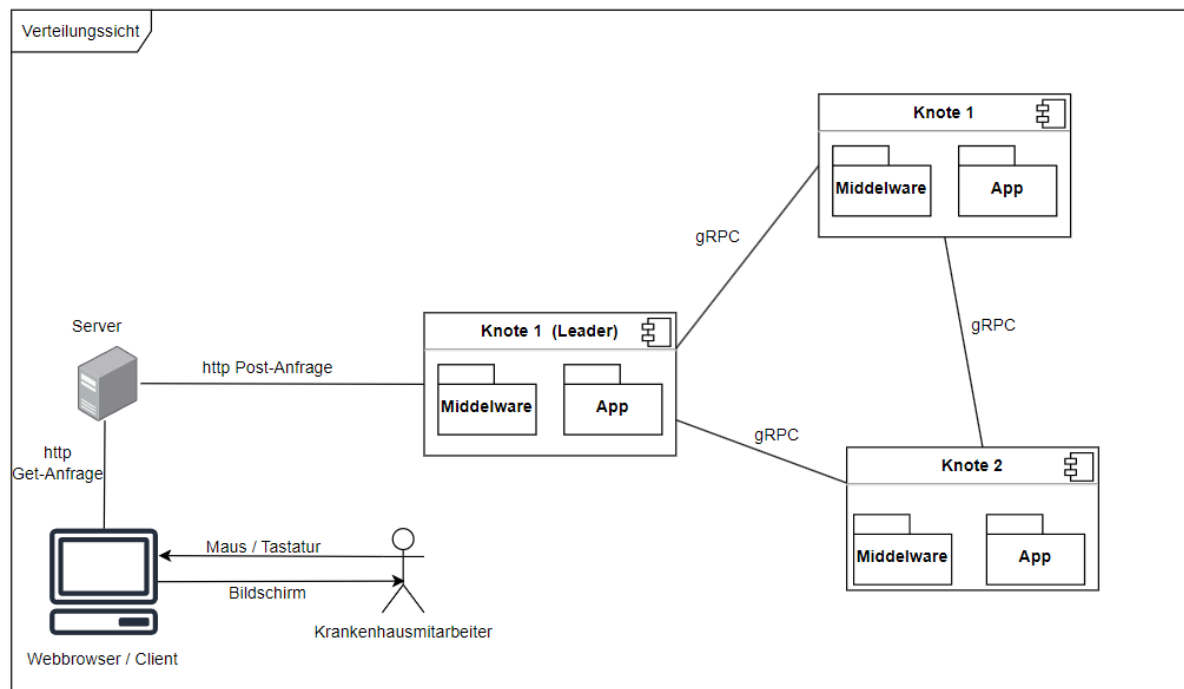 Verteilungssicht
Knote 1
Middelware
App
gRPC
gRPC
Knote 1  (Leader)
Middelware
App
Server
http Post-Anfrage
gRPC
Knote 2
Middelware
App
http
Get-Anfrage
Maus / Tastatur
Bildschirm
Krankenhausmitarbeiter
Webbrowser / Client